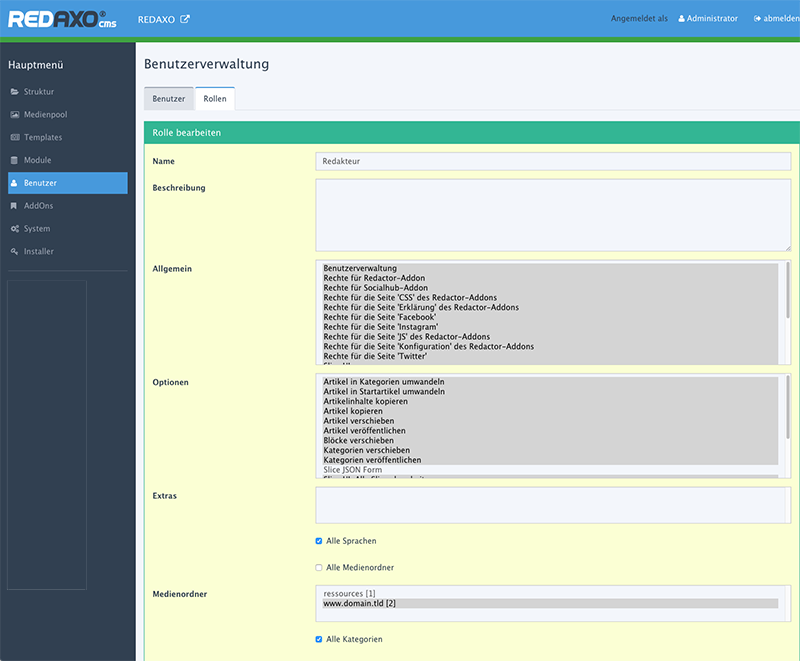 REDAXO® cms
REDAXO
Angemeldet als
Administrator
abmelden
Hauptmenü
Struktur
Medienpool
Templates
Module
Benutzer
AddOns
System
Installer
Benutzerverwaltung
Benutzer
Rollen
Rolle bearbeiten
Name
Redakteur
Beschreibung
Allgemein
Benutzerverwaltung
Rechte für Redactor-Addon
Rechte für Socialhub-Addon
Rechte für die Seite 'CSS' des Redactor-Addons
Rechte für die Seite 'Erklärung' des Redactor-Addons
Rechte für die Seite 'Facebook'
Rechte für die Seite 'Instagram'
Rechte für die Seite 'JS' des Redactor-Addons
Rechte für die Seite 'Konfiguration' des Redactor-Addons
Rechte für die Seite 'Twitter'
Optionen
Artikel in Kategorien umwandeln
Artikel in Startartikel umwandeln
Artikelinhalte kopieren
Artikel kopieren
Artikel verschieben
Artikel veröffentlichen
Blöcke verschieben
Kategorien verschieben
Kategorien veröffentlichen
Slice JSON Form
Extras
Alle Sprachen
Alle Medienordner
Medienordner
ressources [1]
www.domain.tld [2]
Alle Kategorien